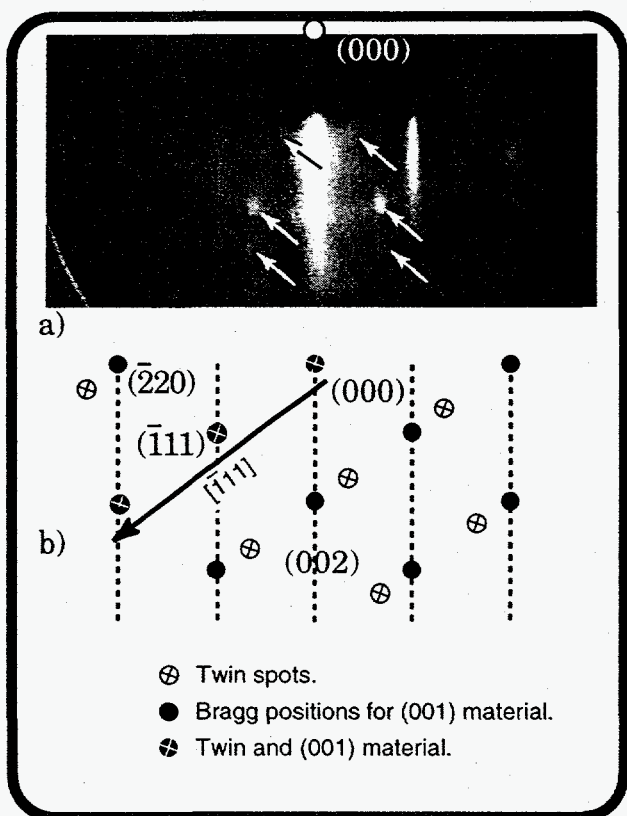 (000)
a)
(2̅20)
(000)
(1̅11)
[1̅11]
b)
(002)
Twin spots.
Bragg positions for (001) material.
Twin and (001) material.